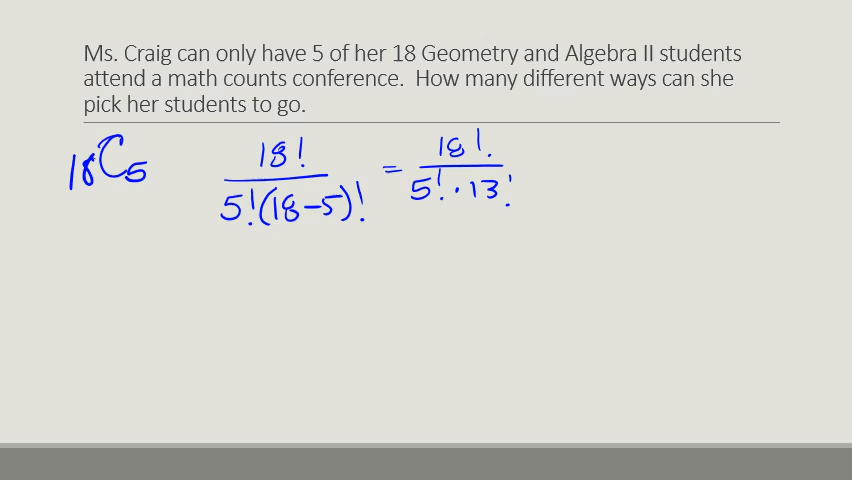 Ms. Craig can only have 5 of her 18 Geometry and Algebra II students
attend a math counts conference. How many different ways can she
pick her students to go.
₁₈C₅ 18!/5!(18-5)! = 18!/5!·13!